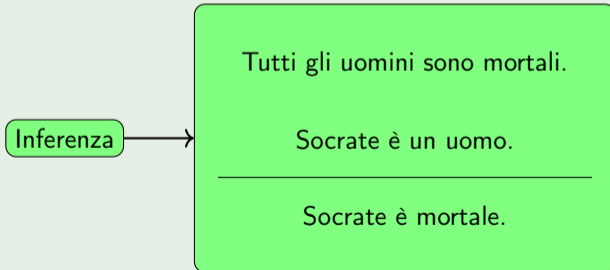 Tutti gli uomini sono mortali.
Inferenza
Socrate è un uomo.
Socrate è mortale.